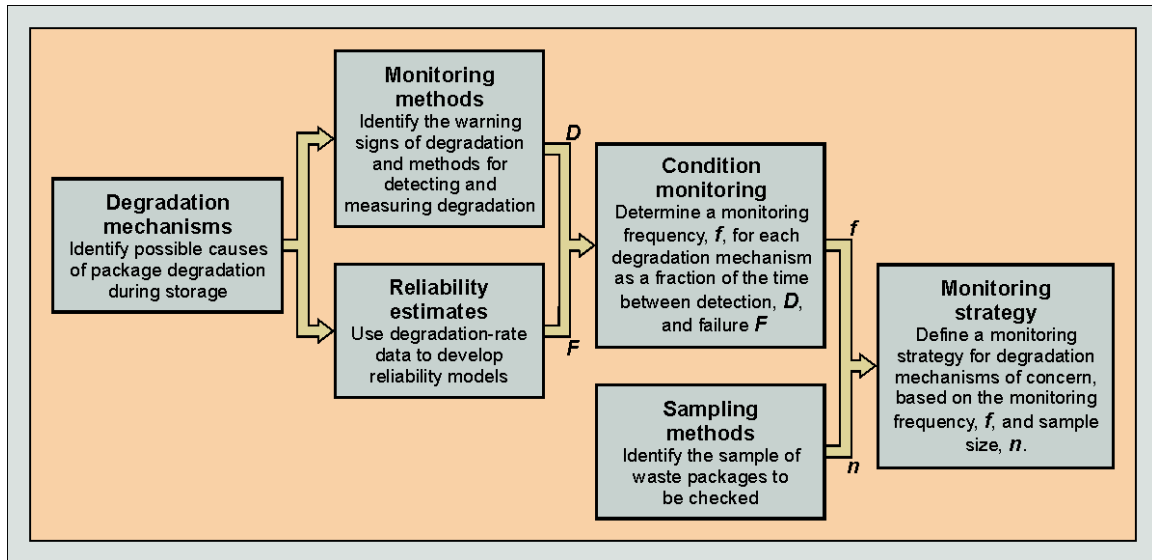 Degradation
mechanisms
Identify possible causes
of package degradation
during storage
Monitoring
methods
Identify the warning
signs of degradation
and methods for
detecting and
measuring degradation
D
Reliability
estimates
Use degradation-rate
data to develop
reliability models
F
Condition
monitoring
Determine a monitoring
frequency, f, for each
degradation mechanism
as a fraction of the time
between detection, D,
and failure F
f
Sampling
methods
Identify the sample of
waste packages to
be checked
n
Monitoring
strategy
Define a monitoring
strategy for degradation
mechanisms of concern,
based on the monitoring
frequency, f, and sample
size, n.